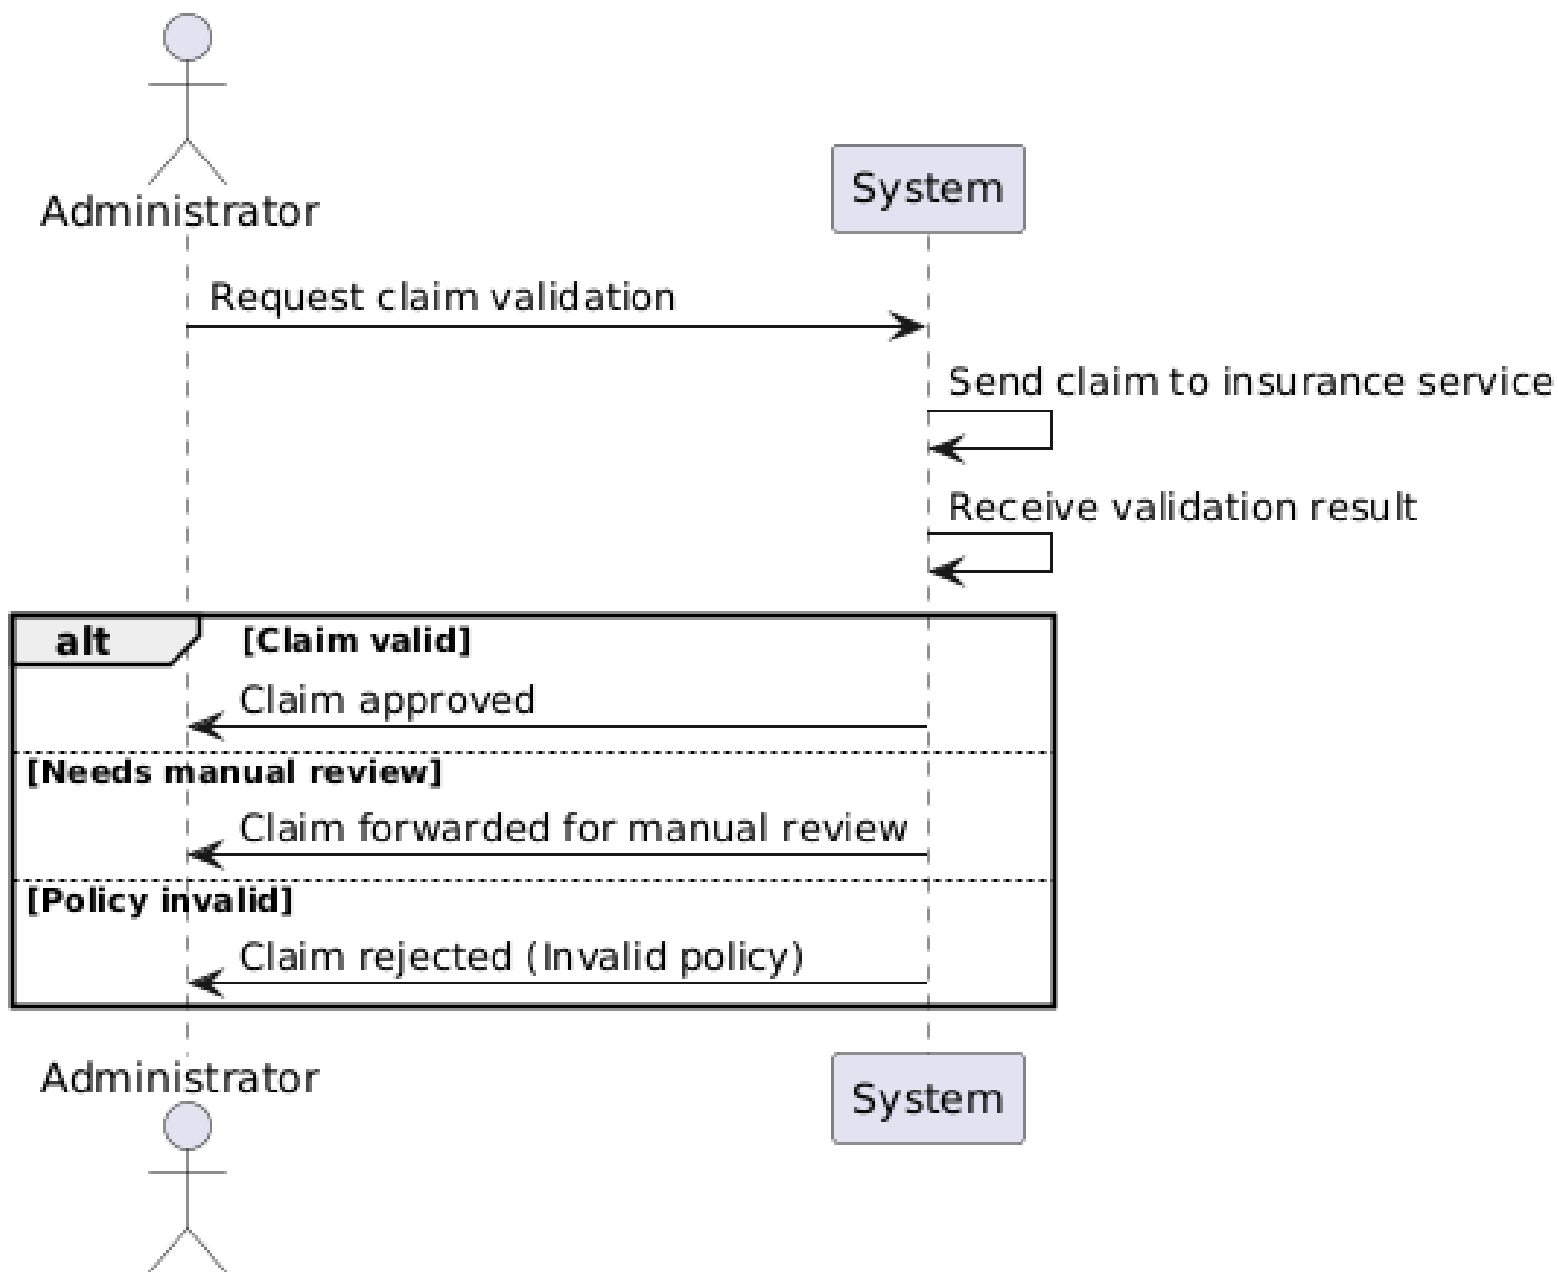 Administrator
System
Request claim validation
Send claim to insurance service
Receive validation result
alt
[Claim valid]
Claim approved
[Needs manual review]
Claim forwarded for manual review
[Policy invalid]
Claim rejected (Invalid policy)
Administrator
System